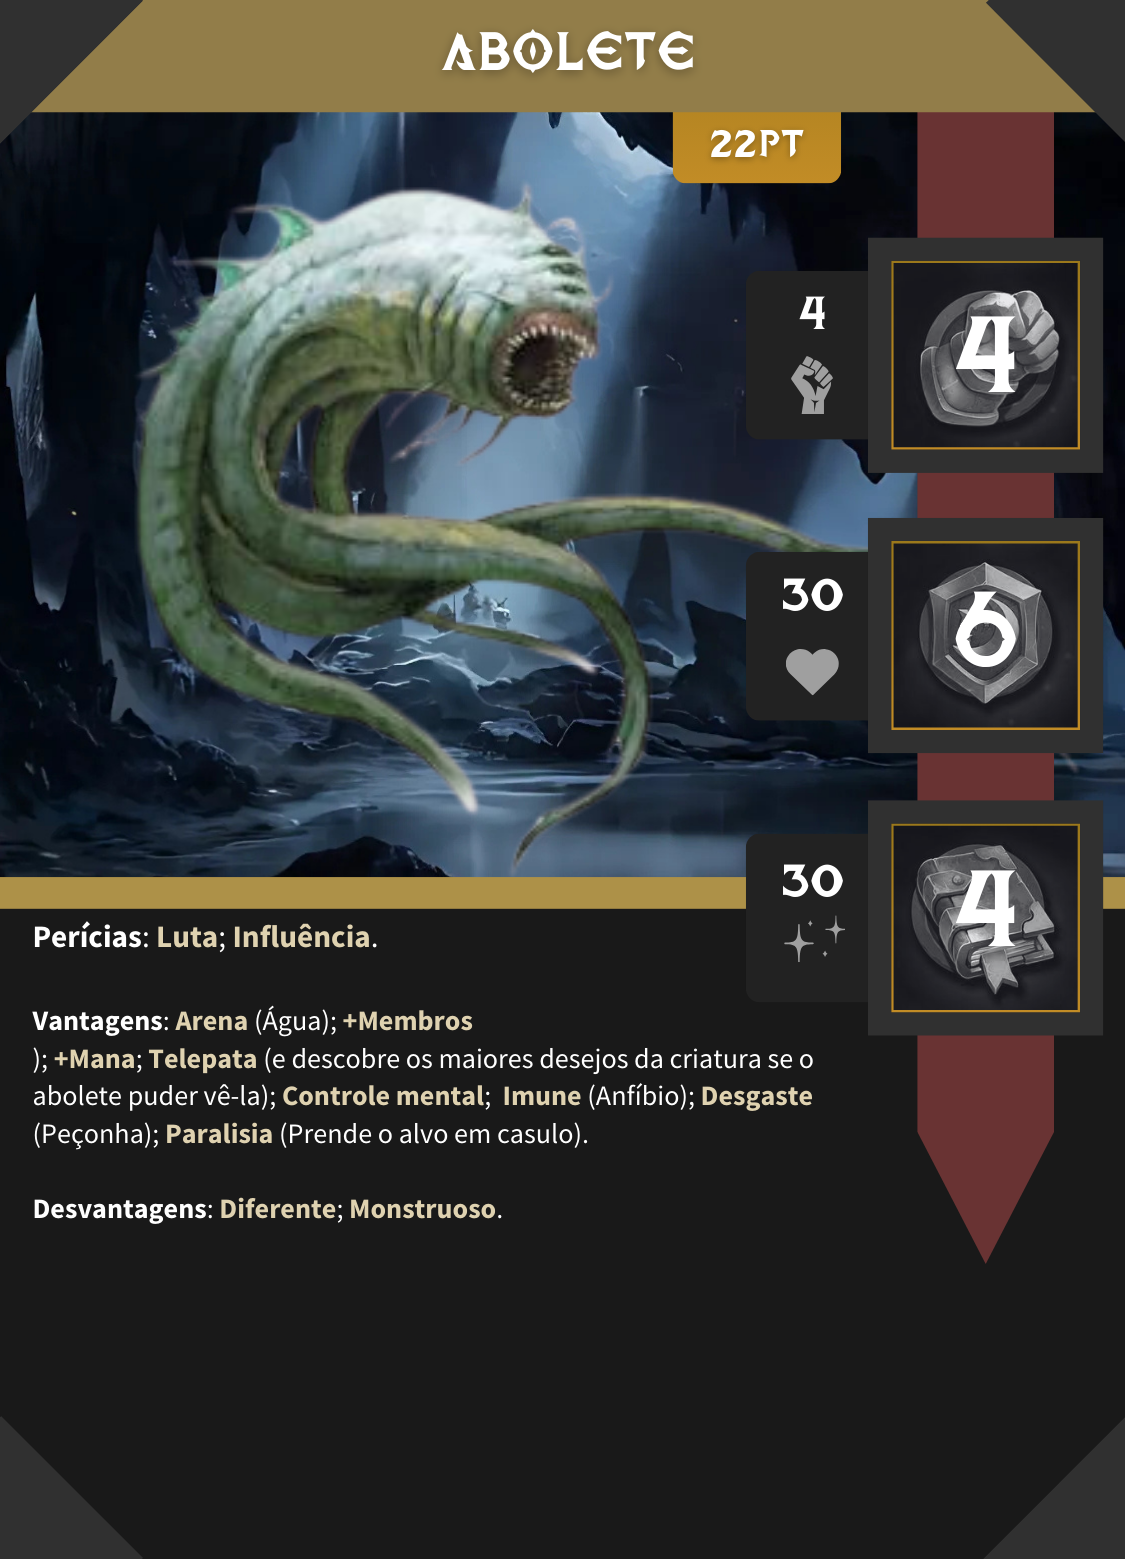 ABOLETE
22PT
4
4
30
6
30
4
Perícias: Luta; Influência.
Vantagens: Arena (Água); +Membros
); +Mana; Telepata (e descobre os maiores desejos da criatura se o
abolete puder vê-la); Controle mental;  Imune (Anfíbio); Desgaste
(Peçonha); Paralisia (Prende o alvo em casulo).
Desvantagens: Diferente; Monstruoso.